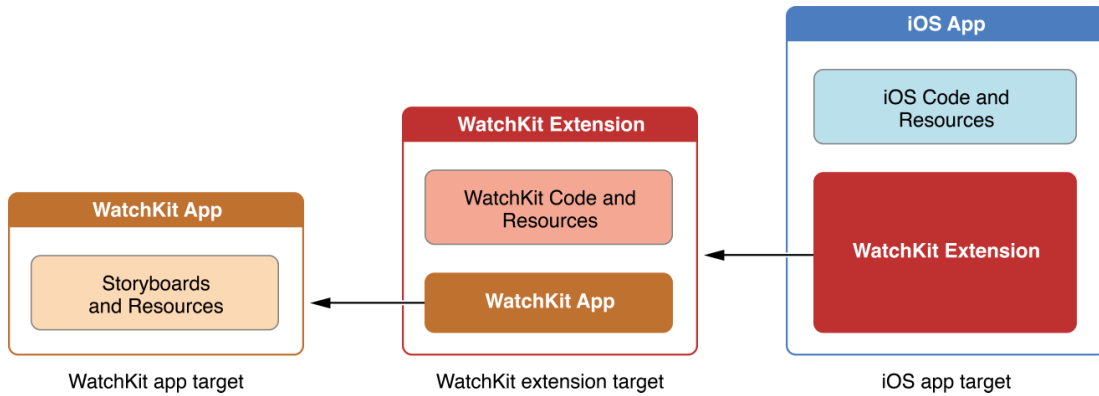 WatchKit App
Storyboards
and Resources
WatchKit app target
WatchKit Extension
WatchKit Code and
Resources
WatchKit App
WatchKit extension target
iOS App
iOS Code and
Resources
WatchKit Extension
iOS app target